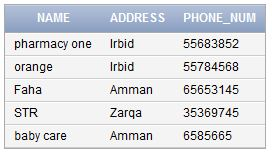 NAME ADDRESS PHONE_NUM
pharmacy one Irbid 55683852
orange Irbid 55784568
Faha Amman 65653145
STR Zarqa 35369745
baby care Amman 6585665